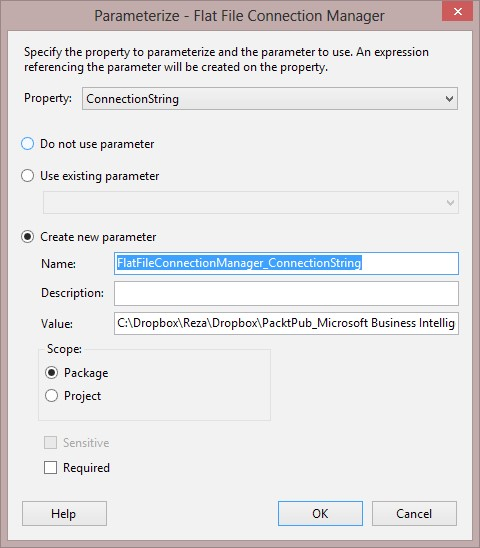 Parameterize - Flat File Connection Manager
Specify the property to parameterize and the parameter to use. An expression
referencing the parameter will be created on the property.
Property: ConnectionString
Do not use parameter
Use existing parameter
Create new parameter
Name: FlatFileConnectionManager_ConnectionString
Description:
Value: C:\Dropbox\Reza\Dropbox\PacktPub_Microsoft Business Intellig
Scope:
Package
Project
Sensitive
Required
Help OK Cancel